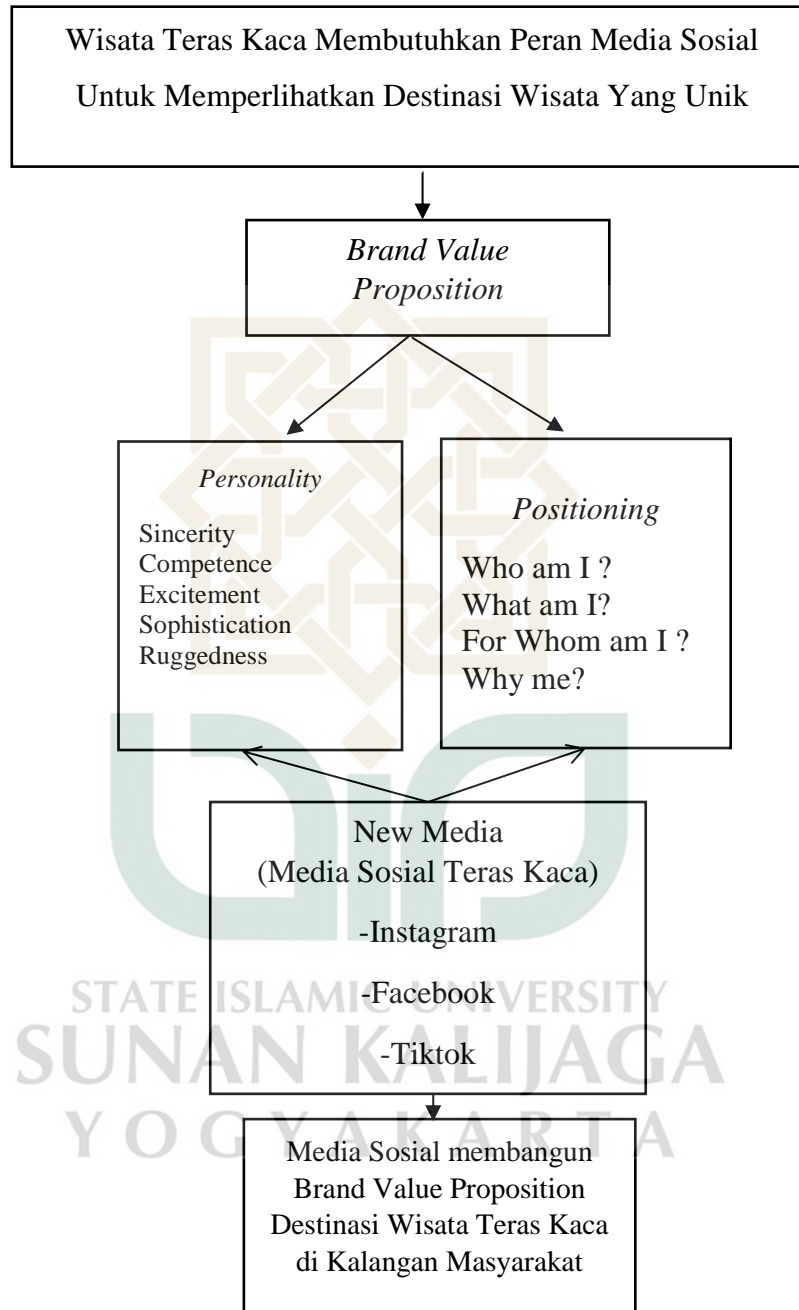 Wisata Teras Kaca Membutuhkan Peran Media Sosial
Untuk Memperlihatkan Destinasi Wisata Yang Unik
Brand Value
Proposition
Personality
Sincerity
Competence
Excitement
Sophistication
Ruggedness
Positioning
Who am I ?
What am I?
For Whom am I ?
Why me?
New Media
(Media Sosial Teras Kaca)
-Instagram
-Facebook
-Tiktok
STATE ISLAMIC UNIVERSITY
SUNAN KALIJAGA
YOGYAKARTA
Media Sosial membangun
Brand Value Proposition
Destinasi Wisata Teras Kaca
di Kalangan Masyarakat